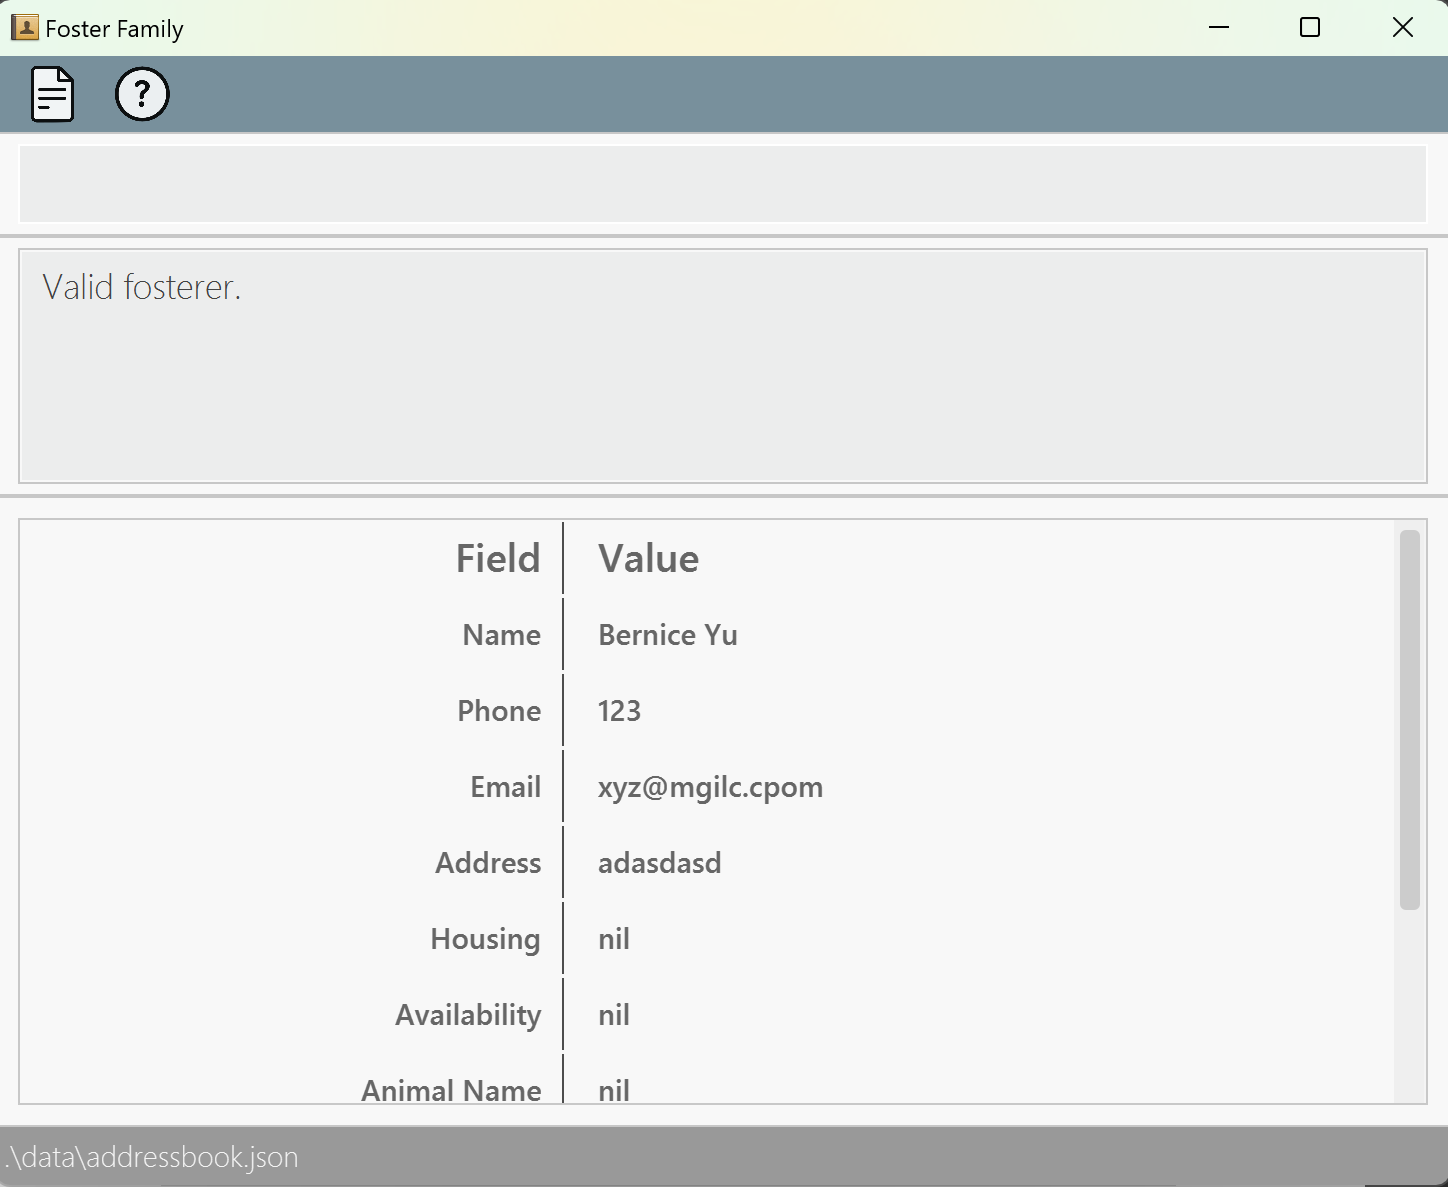 Foster Family
?
Valid fosterer.
Field Value
Name Bernice Yu
Phone 123
Email xyz@mgilc.cpom
Address adasdasd
Housing nil
Availability nil
Animal Name nil
.\data\addressbook.json